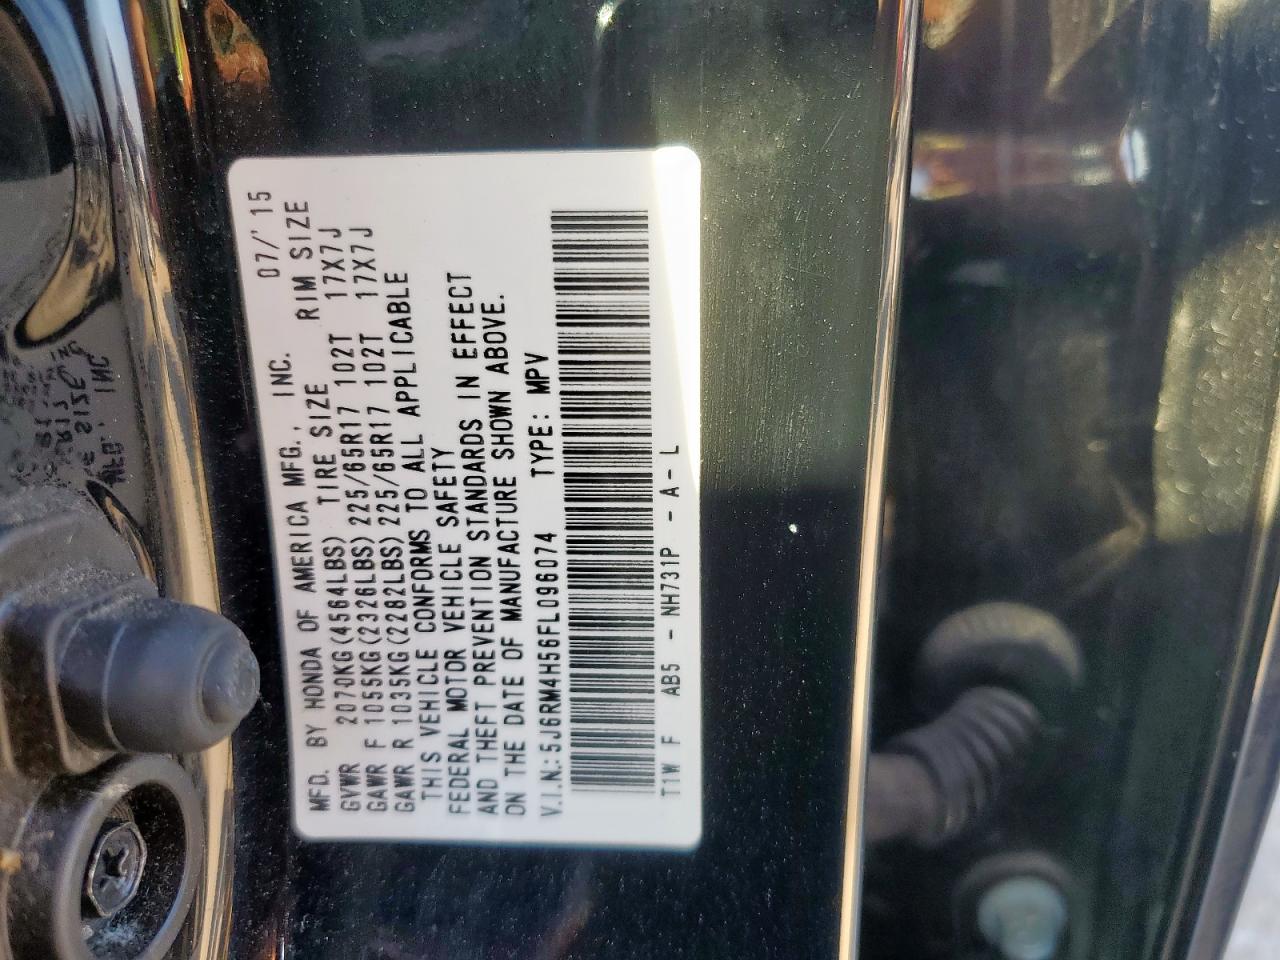 MFD. BY HONDA OF AMERICA MFG., INC. 07/'15
GVWR 2070KG(4564LBS) TIRE SIZE RIM SIZE
GAWR F 1055KG(2326LBS) 225/65R17 102T 17X7J
GAWR R 1035KG(2282LBS) 225/65R17 102T 17X7J
THIS VEHICLE CONFORMS TO ALL APPLICABLE
FEDERAL MOTOR VEHICLE SAFETY
AND THEFT PREVENTION STANDARDS IN EFFECT
ON THE DATE OF MANUFACTURE SHOWN ABOVE.
V.I.N.: 5J6RM4H56FL096074 TYPE: MPV
T1W F AB5 - NH731P - A - L